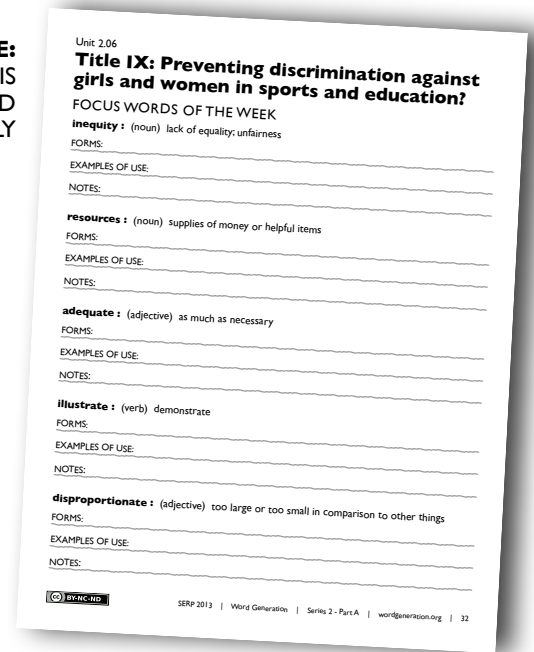 E:
IS
D
LY
Unit 2.06
Title IX: Preventing discrimination against
girls and women in sports and education?
FOCUS WORDS OF THE WEEK
inequity : (noun) lack of equality; unfairness
FORMS:
EXAMPLES OF USE:
NOTES:
resources : (noun) supplies of money or helpful items
FORMS:
EXAMPLES OF USE:
NOTES:
adequate : (adjective) as much as necessary
FORMS:
EXAMPLES OF USE:
NOTES:
illustrate : (verb) demonstrate
FORMS:
EXAMPLES OF USE:
NOTES:
disproportionate : (adjective) too large or too small in comparison to other things
FORMS:
EXAMPLES OF USE:
NOTES:
cc BY-NC-ND SERP 2013 | Word Generation | Series 2 - Part A | wordgeneration.org | 32